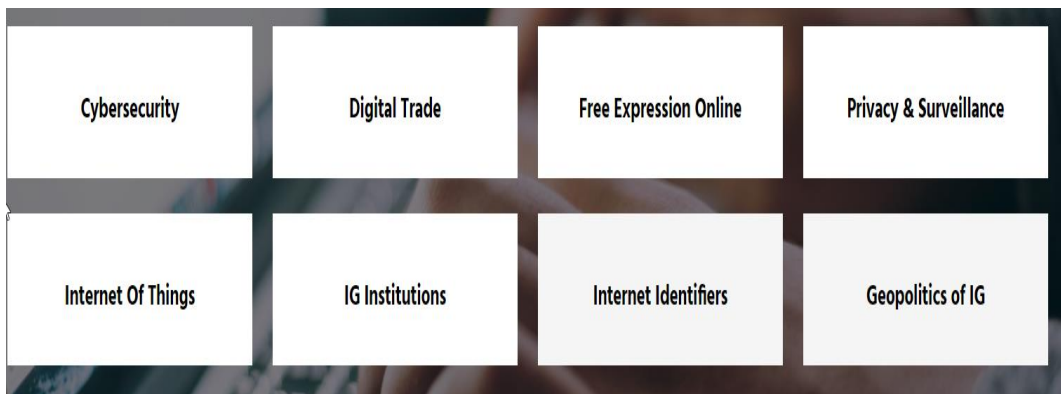 Cybersecurity
Digital Trade
Free Expression Online
Privacy & Surveillance
Internet Of Things
IG Institutions
Internet Identifiers
Geopolitics of IG